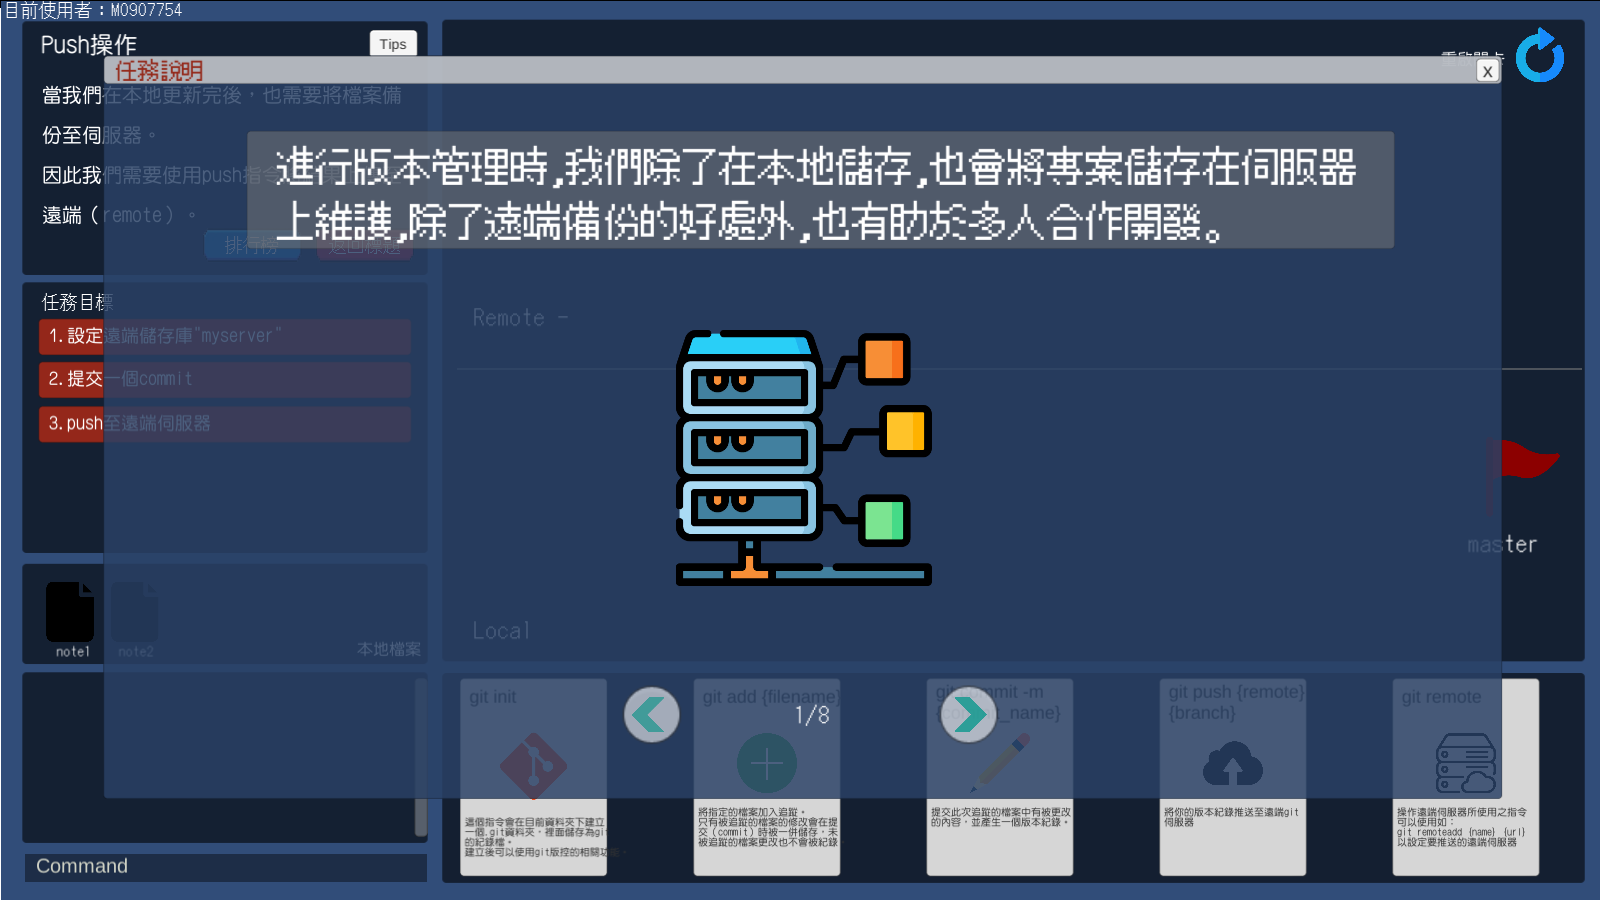 目前使用者：M0907754
Push操作
Tips
任務說明
重啟關卡
X
當我們在本地更新完後，也需要將檔案備
份至伺服器。
因此我們需要使用push指令
遠端（remote）。
進行版本管理時,我們除了在本地儲存,也會將專案儲存在伺服器
上維護,除了遠端備份的好處外,也有助於多人合作開發。
排行榜
返回標題
任務目標
1.設定遠端儲存庫"myserver"
2.提交一個commit
3.push至遠端伺服器
Remote -
master
Local
note1
note2
本地檔案
Command
1/8
git init
這個指令會在目前資料夾下建立
一個.git資料夾，裡面儲存為git
的紀錄檔。
建立後可以使用git版控的相關功能。
git add {filename}
將指定的檔案加入追蹤。
只有被追蹤的檔案的修改會在提
交（commit）時被一併儲存，未
被追蹤的檔案更改也不會被紀錄
git commit -m
{commit_name}
提交此次追蹤的檔案中有被更改
的內容，並產生一個版本紀錄。
git push {remote}
{branch}
將你的版本紀錄推送至遠端git
伺服器
git remote
操作遠端伺服器所使用之指令
可以使用如：
git remoteadd {name} {url}
以設定要推送的遠端伺服器